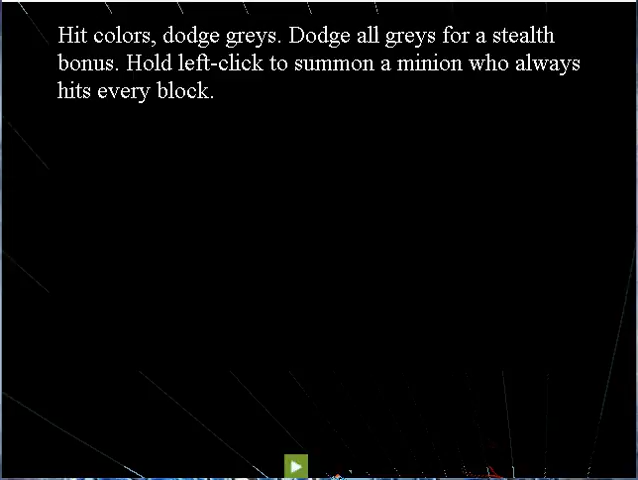 Hit colors, dodge greys. Dodge all greys for a stealth
bonus. Hold left-click to summon a minion who always
hits every block.